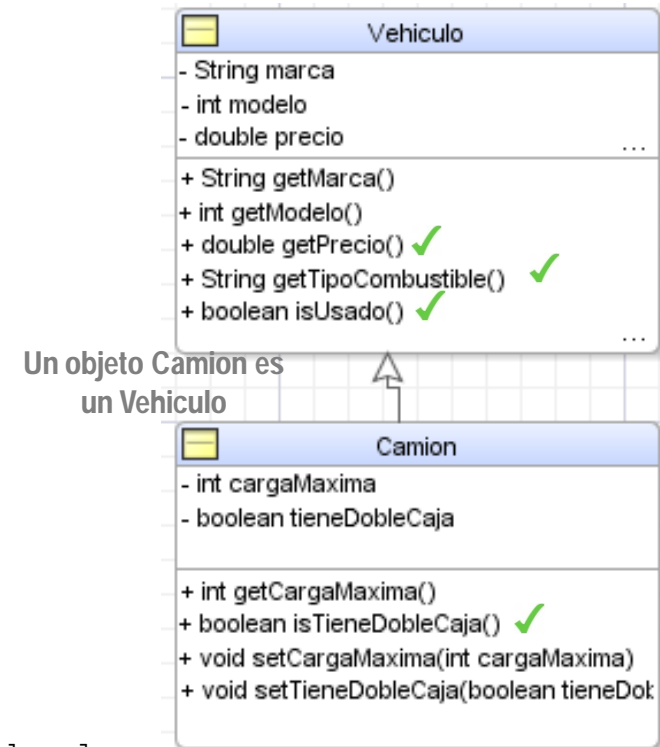 Vehiculo
- String marca
- int modelo
- double precio
...
+ String getMarca()
+ int getModelo()
+ double getPrecio()
+ String getTipoCombustible()
+ boolean isUsado()
...
Un objeto Camion es
un Vehiculo
Camion
- int cargaMaxima
- boolean tieneDobleCaja
+ int getCargaMaxima()
+ boolean isTieneDobleCaja()
+ void setCargaMaxima(int cargaMaxima)
+ void setTieneDobleCaja(boolean